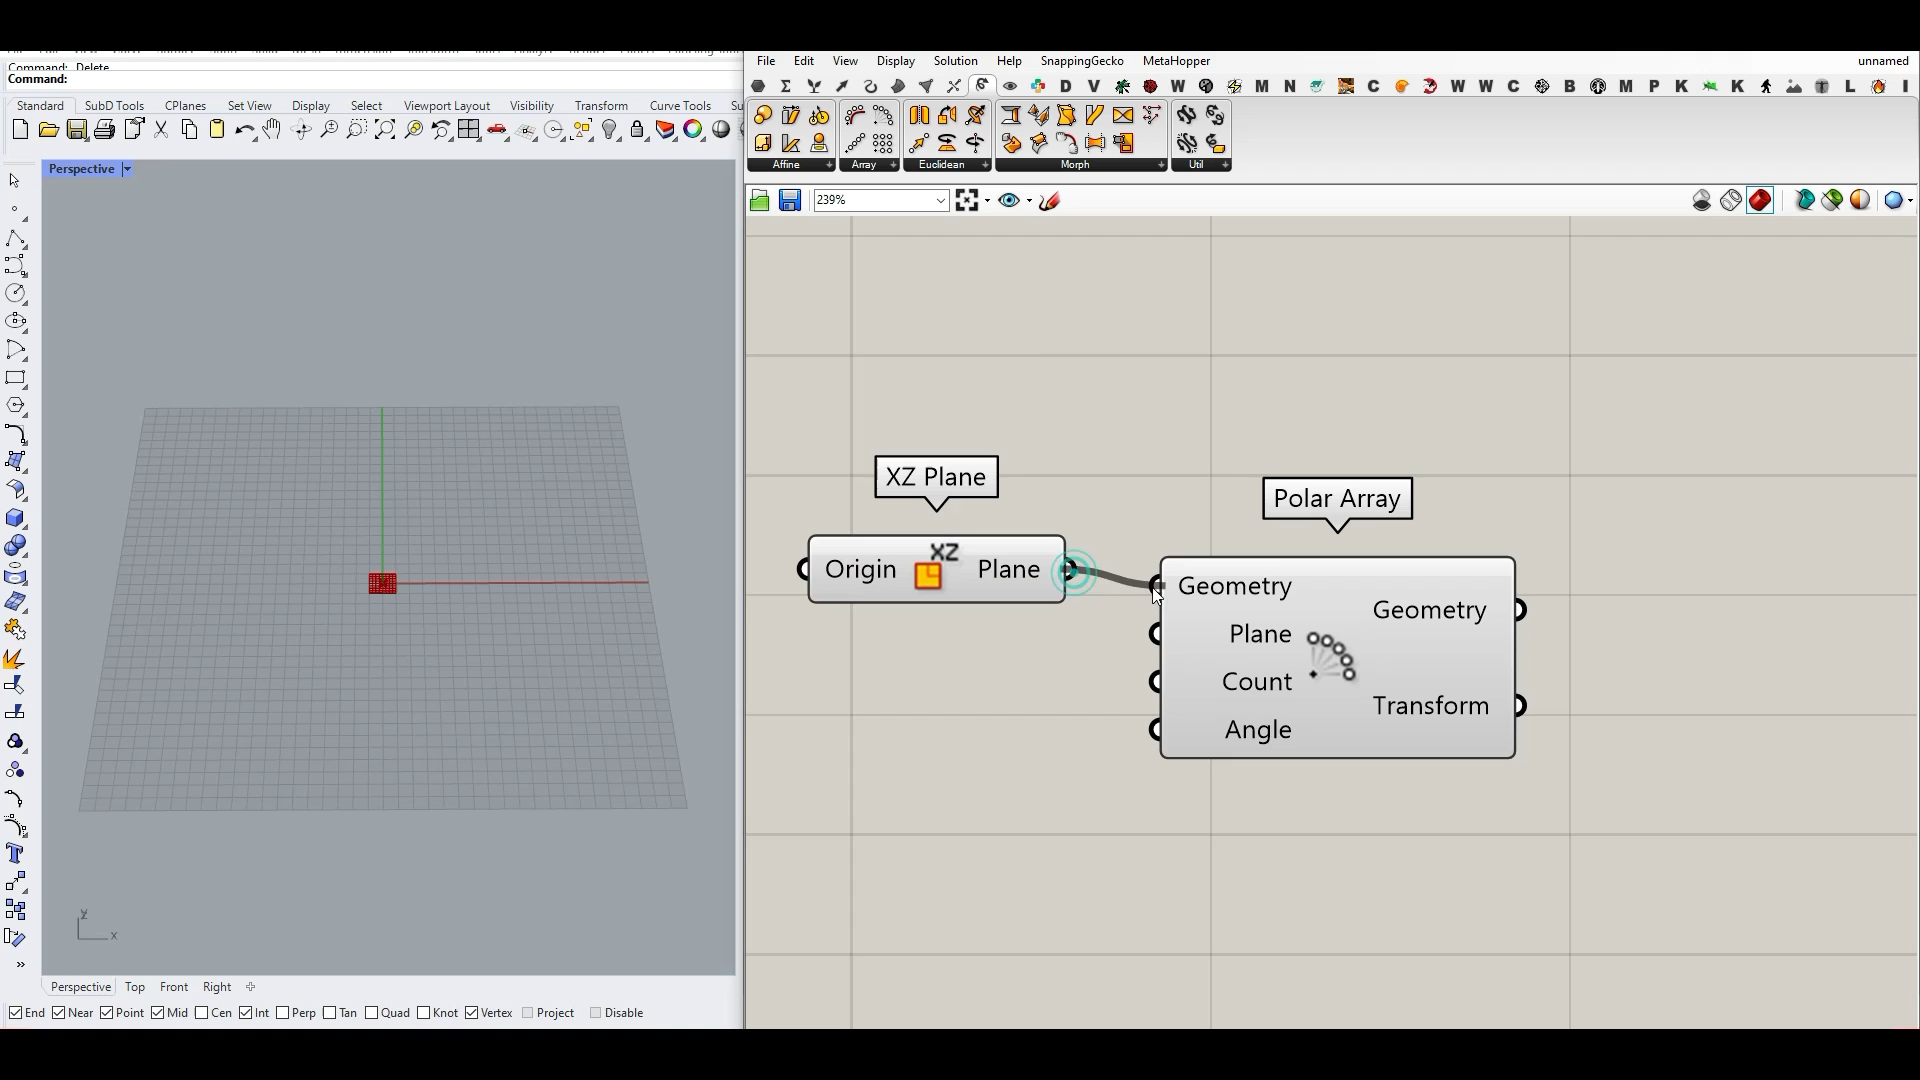 Command: Delete
Command:
Standard SubD Tools CPlanes Set View Display Select Viewport Layout Visibility Transform Curve Tools Su
Perspective
y
x
Perspective Top Front Right
End Near Point Mid Cen Int Perp Tan Quad Knot Vertex Project Disable
File Edit View Display Solution Help SnappingGecko MetaHopper unnamed
D V W W M N C W W C B M P K K L I
Affine Array Euclidean Morph Util
239%
XZ Plane
Origin XZ Plane
Polar Array
Geometry
Plane
Count
Angle
Geometry
Transform